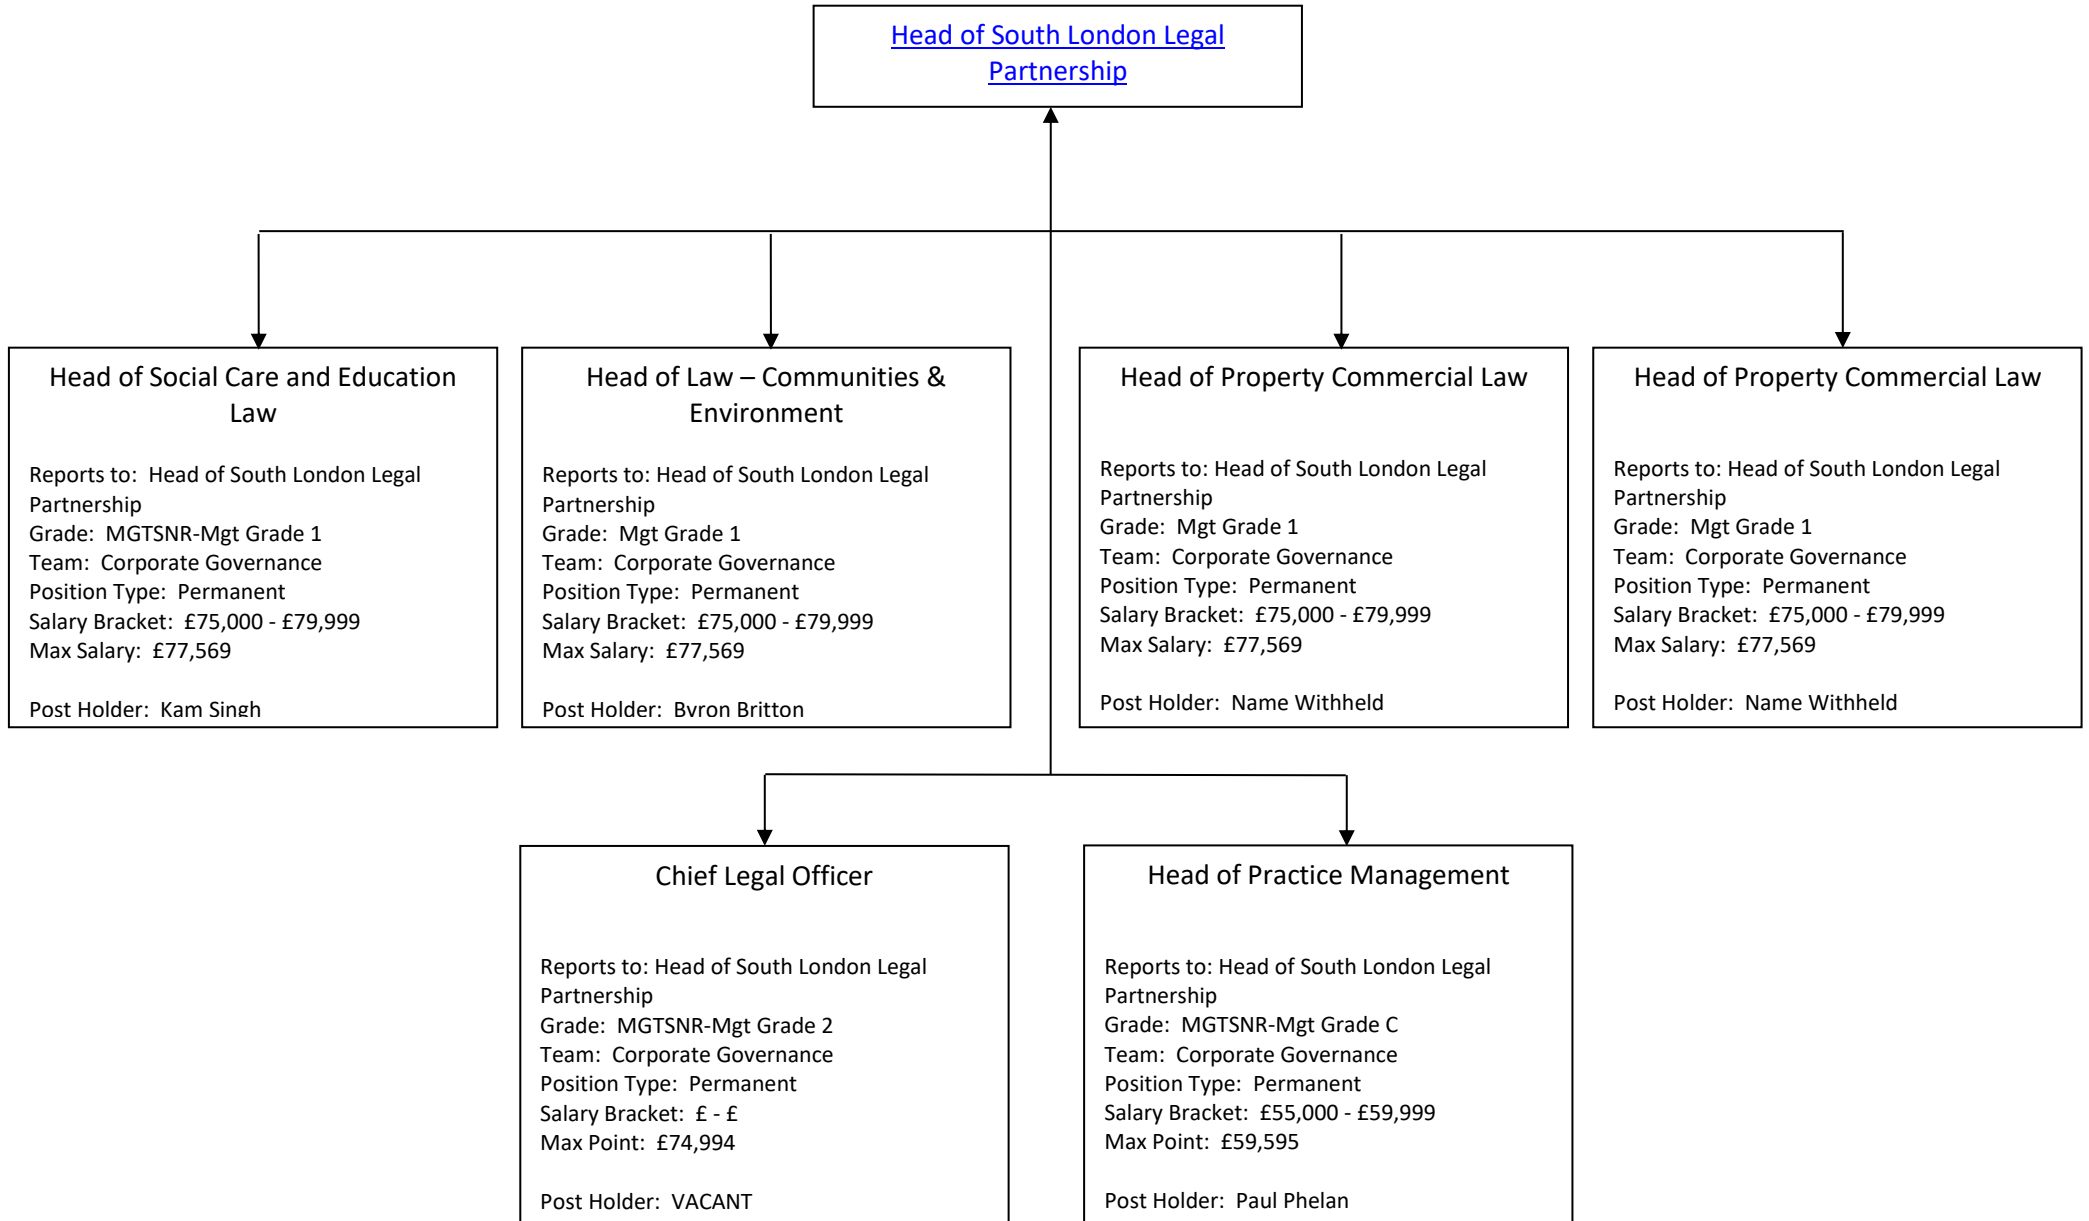 Head of South London Legal
Partnership
Head of Social Care and Education
Law
Reports to:  Head of South London Legal
Partnership
Grade:  MGTSNR-Mgt Grade 1
Team:  Corporate Governance
Position Type:  Permanent
Salary Bracket:  £75,000 - £79,999
Max Salary:  £77,569
Post Holder:  Kam Singh
Head of Law – Communities &
Environment
Reports to: Head of South London Legal
Partnership
Grade:  Mgt Grade 1
Team:  Corporate Governance
Position Type:  Permanent
Salary Bracket:  £75,000 - £79,999
Max Salary:  £77,569
Post Holder:  Byron Britton
Head of Property Commercial Law
Reports to: Head of South London Legal
Partnership
Grade:  Mgt Grade 1
Team:  Corporate Governance
Position Type:  Permanent
Salary Bracket:  £75,000 - £79,999
Max Salary:  £77,569
Post Holder:  Name Withheld
Head of Property Commercial Law
Reports to: Head of South London Legal
Partnership
Grade:  Mgt Grade 1
Team:  Corporate Governance
Position Type:  Permanent
Salary Bracket:  £75,000 - £79,999
Max Salary:  £77,569
Post Holder:  Name Withheld
Chief Legal Officer
Reports to: Head of South London Legal
Partnership
Grade:  MGTSNR-Mgt Grade 2
Team:  Corporate Governance
Position Type:  Permanent
Salary Bracket:  £ - £
Max Point:  £74,994
Post Holder:  VACANT
Head of Practice Management
Reports to: Head of South London Legal
Partnership
Grade:  MGTSNR-Mgt Grade C
Team:  Corporate Governance
Position Type:  Permanent
Salary Bracket:  £55,000 - £59,999
Max Point:  £59,595
Post Holder:  Paul Phelan